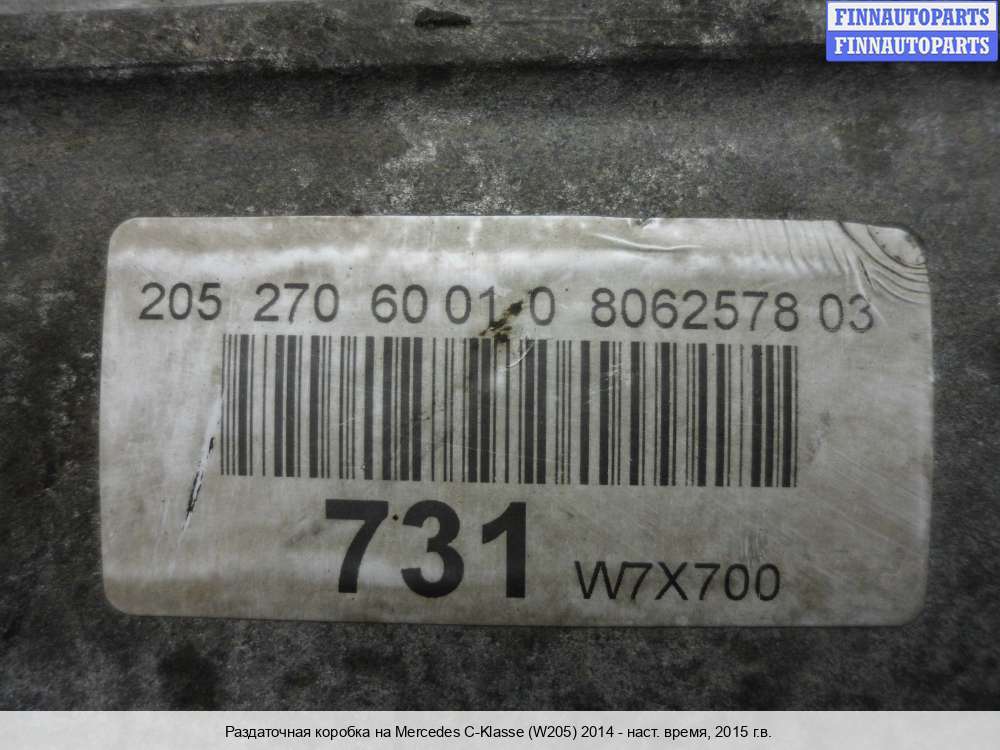 FINNAUTOPARTS
FINNAUTOPARTS
205 270 60 01 0 8062578 03
731 W7X700
Раздаточная коробка на Mercedes C-Klasse (W205) 2014 - наст. время, 2015 г.в.